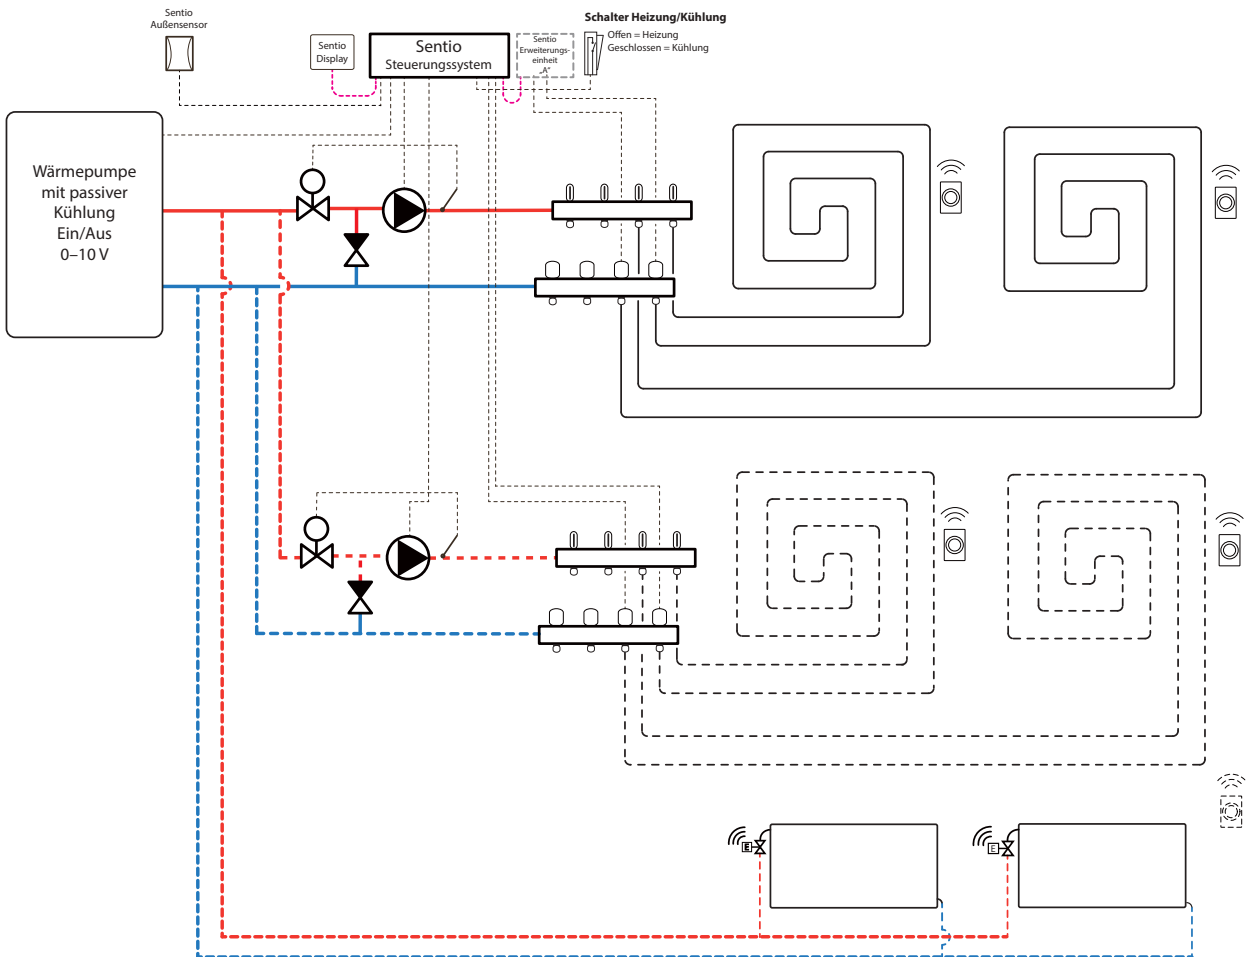 Sentio
Außensensor
Sentio
Display
Sentio
Steuerungssystem
Sentio
Erweiterungs-
einheit
„A“
Schalter Heizung/Kühlung
Offen = Heizung
Geschlossen = Kühlung
Wärmepumpe
mit passiver
Kühlung
Ein/Aus
0–10 V
E
E